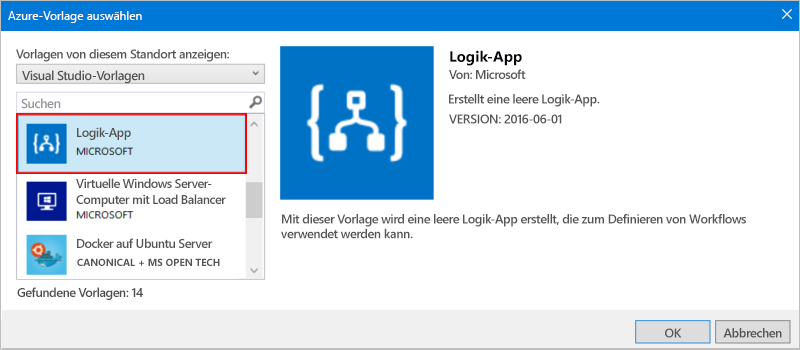 Azure-Vorlage auswählen
Vorlagen von diesem Standort anzeigen:
Visual Studio-Vorlagen
Suchen
Logik-App
MICROSOFT
Virtuelle Windows Server-
Computer mit Load Balancer
MICROSOFT
Docker auf Ubuntu Server
CANONICAL + MS OPEN TECH
Gefundene Vorlagen: 14
Logik-App
Von: Microsoft
Erstellt eine leere Logik-App.
VERSION: 2016-06-01
Mit dieser Vorlage wird eine leere Logik-App erstellt, die zum Definieren von Workflows
verwendet werden kann.
OK
Abbrechen